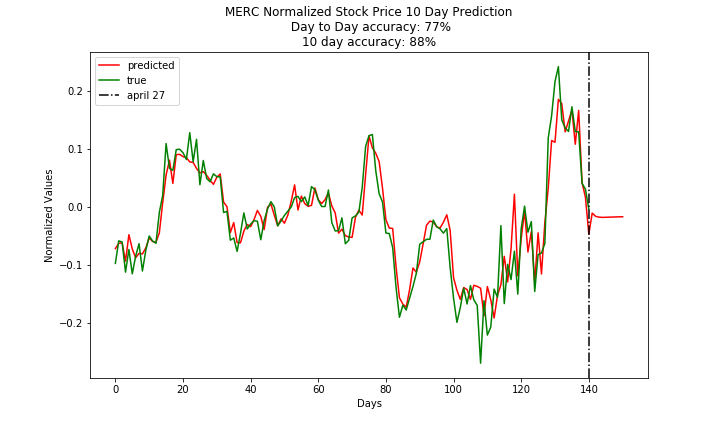 MERC Normalized Stock Price 10 Day Prediction
Day to Day accuracy: 77%
10 day accuracy: 88%
predicted
true
april 27
Normalized Values
0.2
0.1
0.0
−0.1
−0.2
0 20 40 60 80 100 120 140
Days